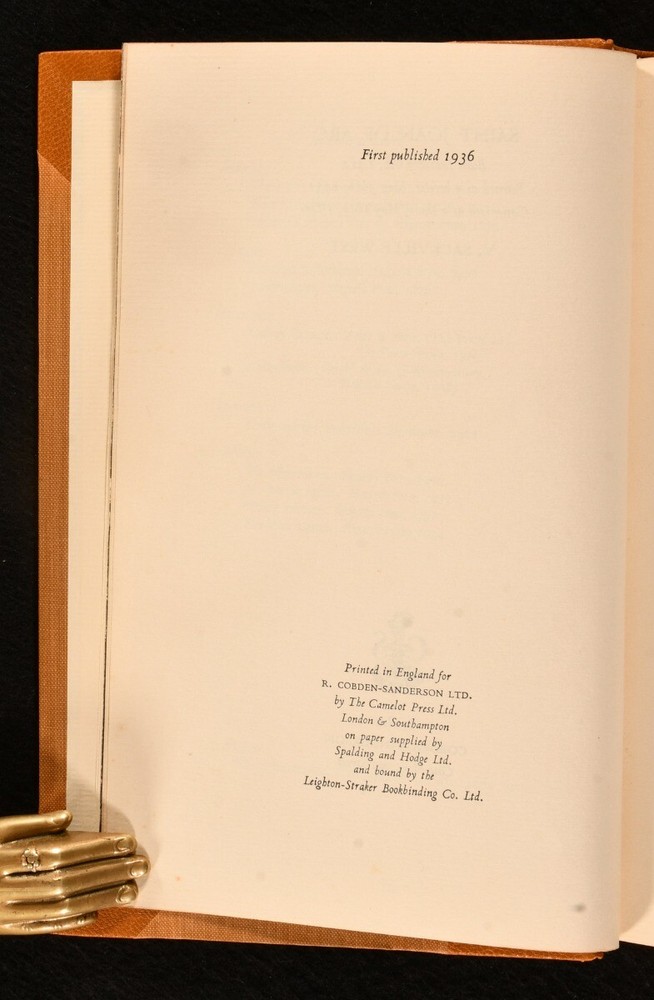 First published 1936
Printed in England for
R. COBDEN-SANDERSON LTD.
by The Camelot Press Ltd.
London & Southampton
on paper supplied by
Spalding and Hodge Ltd.
and bound by the
Leighton-Straker Bookbinding Co. Ltd.